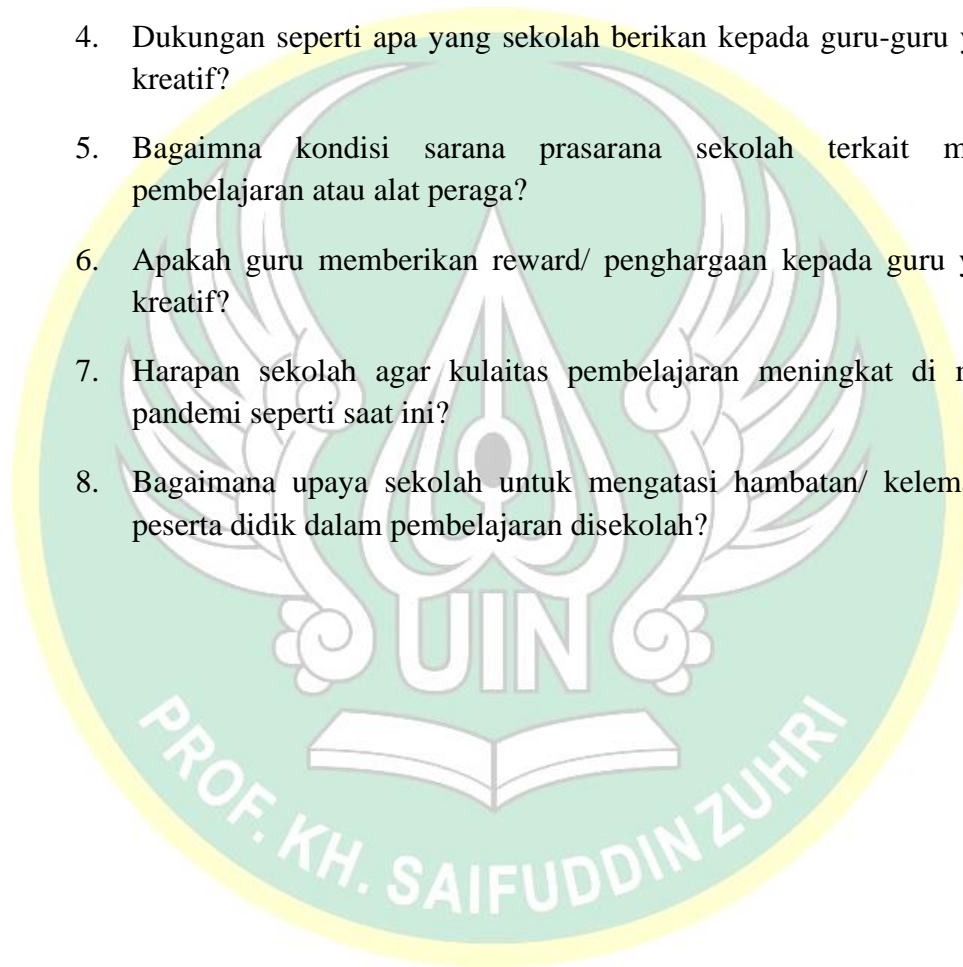 4. Dukungan seperti apa yang sekolah berikan kepada guru-guru
kreatif?
5. Bagaimna kondisi sarana prasarana sekolah terkait
pembelajaran atau alat peraga?
6. Apakah guru memberikan reward/ penghargaan kepada guru
kreatif?
7. Harapan sekolah agar kulaitas pembelajaran meningkat di
pandemi seperti saat ini?
8. Bagaimana upaya sekolah untuk mengatasi hambatan/
peserta didik dalam pembelajaran disekolah?
UIN
PROF. KH. SAIFUDDIN ZUHRI